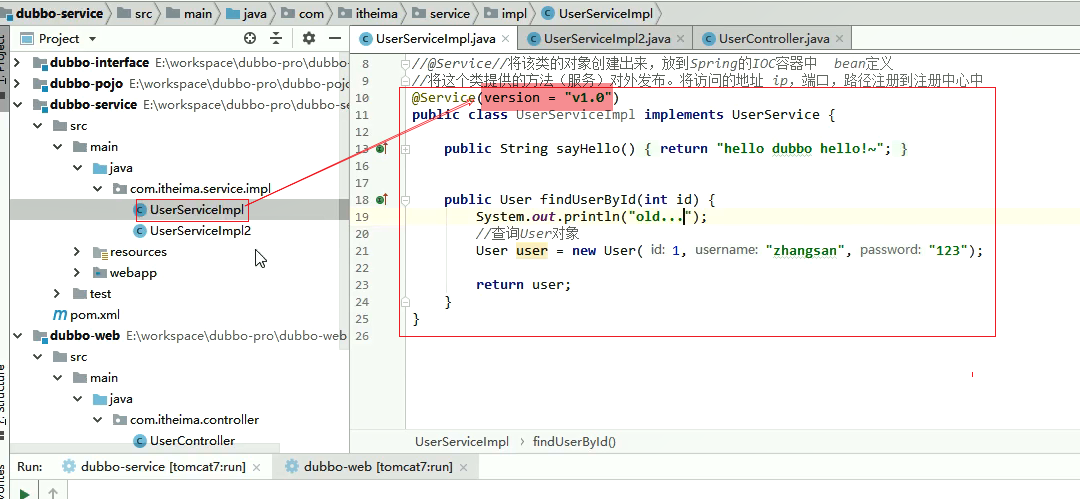 dubbo-service src main java com itheima service impl UserServiceImpl
Project
UserServiceImpl.java UserServiceImpl2.java UserController.java
dubbo-interface E:\workspace\dubbo-pro\dubbo-
dubbo-pojo E:\workspace\dubbo-pro\dubbo-pojo
dubbo-service E:\workspace\dubbo-pro\dubbo-se
src
main
java
com.itheima.service.impl
UserServiceImpl
UserServiceImpl2
resources
webapp
test
pom.xml
dubbo-web E:\workspace\dubbo-pro\dubbo-web
src
main
java
com.itheima.controller
UserController
8 //@Service//将该类的对象创建出来，放到Spring的IOC容器中 bean定义
9 //将这个类提供的方法（服务）对外发布。将访问的地址 ip，端口，路径注册到注册中心中
10 @Service(version = "v1.0")
11 public class UserServiceImpl implements UserService {
12
13 public String sayHello() { return "hello dubbo hello!~"; }
16
17
18 public User findUserById(int id) {
19 System.out.println("old...");
20 //查询User对象
21 User user = new User( id: 1, username: "zhangsan", password: "123");
22
23 return user;
24 }
25 }
26
UserServiceImpl › findUserById()
Run: dubbo-service [tomcat7:run] dubbo-web [tomcat7:run]